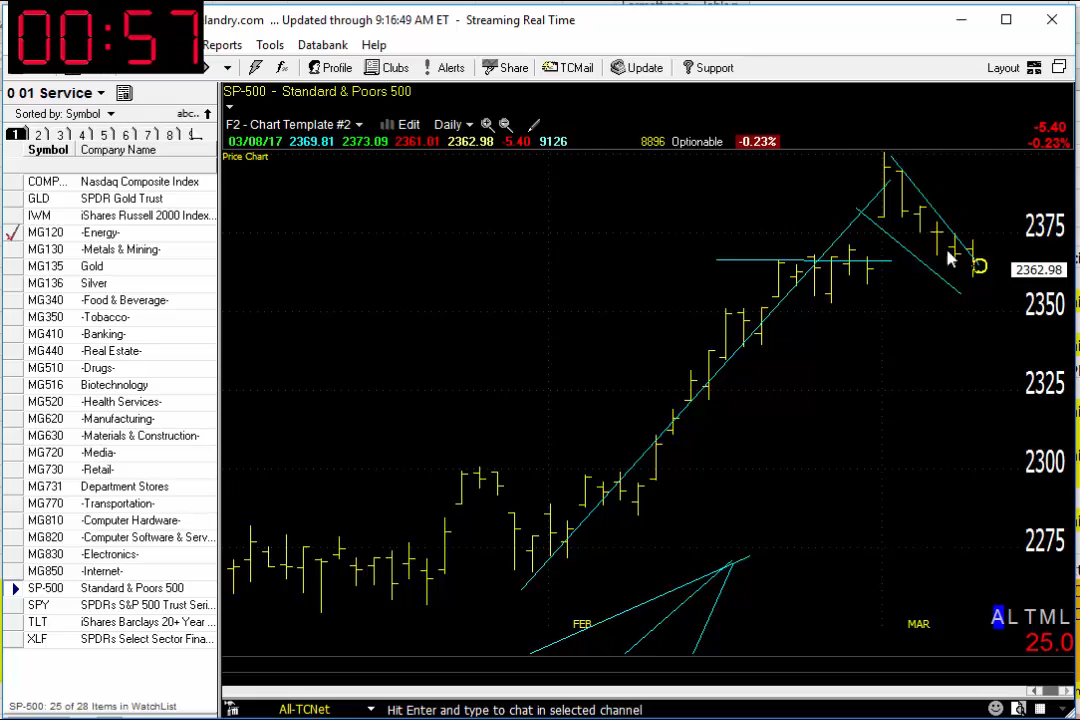 00:57
landry.com ... Updated through 9:16:49 AM ET - Streaming Real Time
Reports Tools Databank Help
Profile Clubs Alerts Share TCMail Update Support Layout
0 01 Service
Sorted by: Symbol abc..
1 2 3 4 5 6 7 8
Symbol Company Name
COMP... Nasdaq Composite Index
GLD SPDR Gold Trust
IWM iShares Russell 2000 Index...
MG120 -Energy-
MG130 -Metals & Mining-
MG135 Gold
MG136 Silver
MG340 -Food & Beverage-
MG350 -Tobacco-
MG410 -Banking-
MG440 -Real Estate-
MG510 -Drugs-
MG516 Biotechnology
MG520 -Health Services-
MG620 -Manufacturing-
MG630 -Materials & Construction-
MG720 -Media-
MG730 -Retail-
MG731 Department Stores
MG770 -Transportation-
MG810 -Computer Hardware-
MG820 -Computer Software & Serv...
MG830 -Electronics-
MG850 -Internet-
SP-500 Standard & Poors 500
SPY SPDRs S&P 500 Trust Seri...
TLT iShares Barclays 20+ Year ...
XLF SPDRs Select Sector Fina...
SP-500: 25 of 28 Items in WatchList
SP-500 - Standard & Poors 500
F2 - Chart Template #2 Edit Daily
-5.40
-0.23%
03/08/17 2369.81 2373.09 2361.01 2362.98 -5.40 9126 8896 Optionable -0.23%
Price Chart
2375
2362.98
2350
2325
2300
2275
FEB MAR
A L T M L
25.0
All-TCNet Hit Enter and type to chat in selected channel